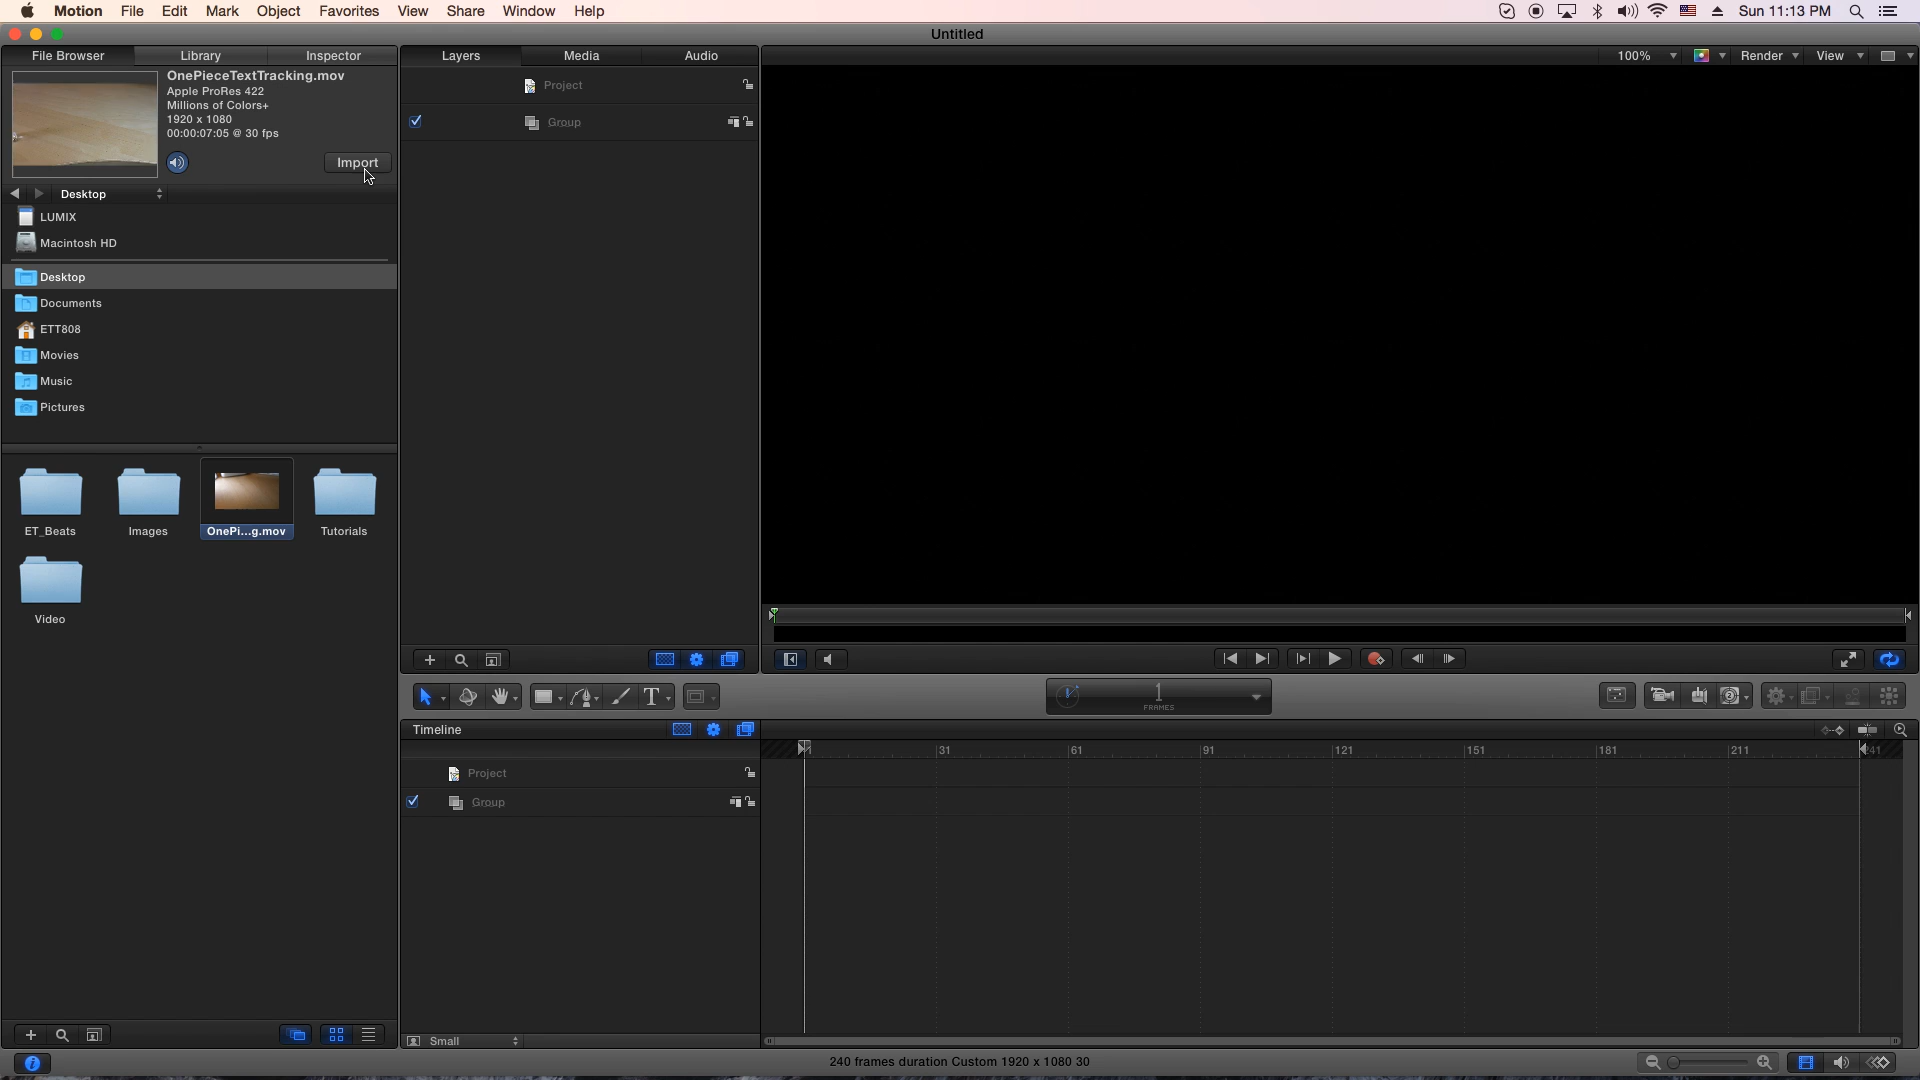 Motion File Edit Mark Object Favorites View Share Window Help
Sun 11:13 PM
Untitled
File Browser Library Inspector
Layers Media Audio
100% Render View
OnePieceTextTracking.mov
Apple ProRes 422
Millions of Colors+
1920 x 1080
00:00:07:05 @ 30 fps
Import
Desktop
LUMIX
Macintosh HD
Desktop
Documents
ETT808
Movies
Music
Pictures
ET_Beats
Images
OnePi...g.mov
Tutorials
Video
Project
Group
1
FRAMES
Timeline
31 61 91 121 151 181 211 241
Project
Group
Small
240 frames duration Custom 1920 x 1080 30